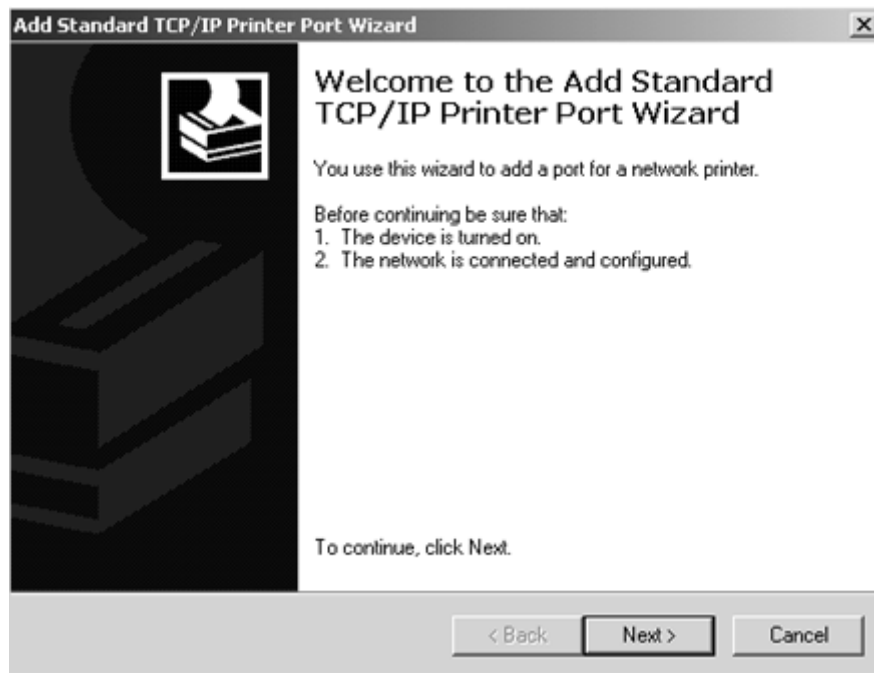 Add Standard TCP/IP Printer Port Wizard
Welcome to the Add Standard
TCP/IP Printer Port Wizard
You use this wizard to add a port for a network printer.
Before continuing be sure that:
1. The device is turned on.
2. The network is connected and configured.
To continue, click Next.
< Back Next > Cancel